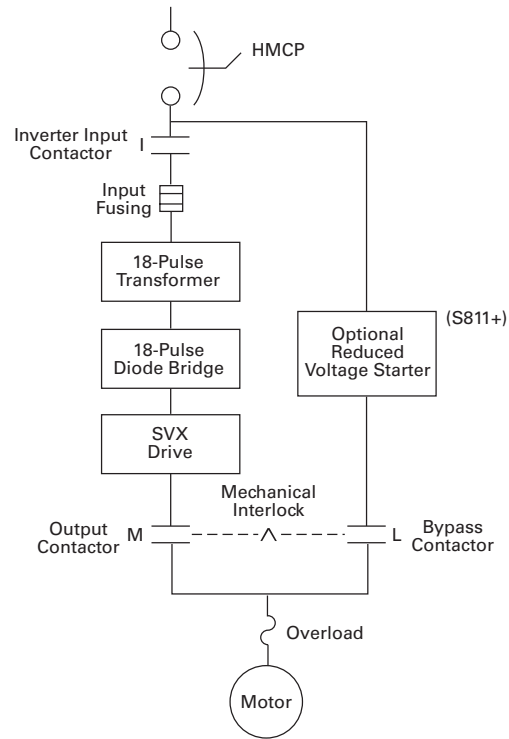 HMCP
Inverter Input
Contactor
I
Input
Fusing
18-Pulse
Transformer
(S811+)
Optional
Reduced
Voltage Starter
18-Pulse
Diode Bridge
SVX
Drive
Mechanical
Interlock
Output
Contactor
M
L
Bypass
Contactor
Overload
Motor